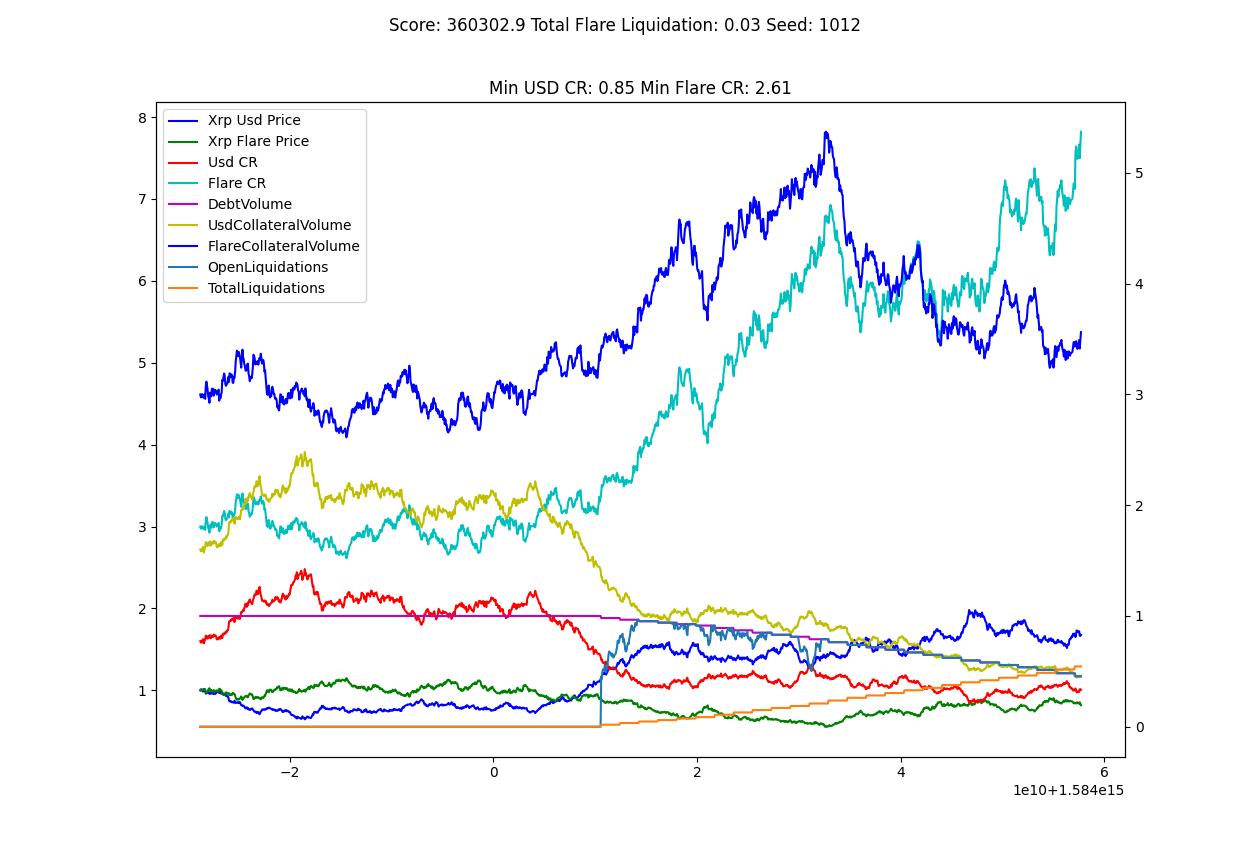 Score: 360302.9 Total Flare Liquidation: 0.03 Seed: 1012
Min USD CR: 0.85 Min Flare CR: 2.61
Xrp Usd Price
Xrp Flare Price
Usd CR
Flare CR
DebtVolume
UsdCollateralVolume
FlareCollateralVolume
OpenLiquidations
TotalLiquidations
8
7
6
5
4
3
2
1
5
4
3
2
1
0
−2
0
2
4
6
1e10+1.584e15